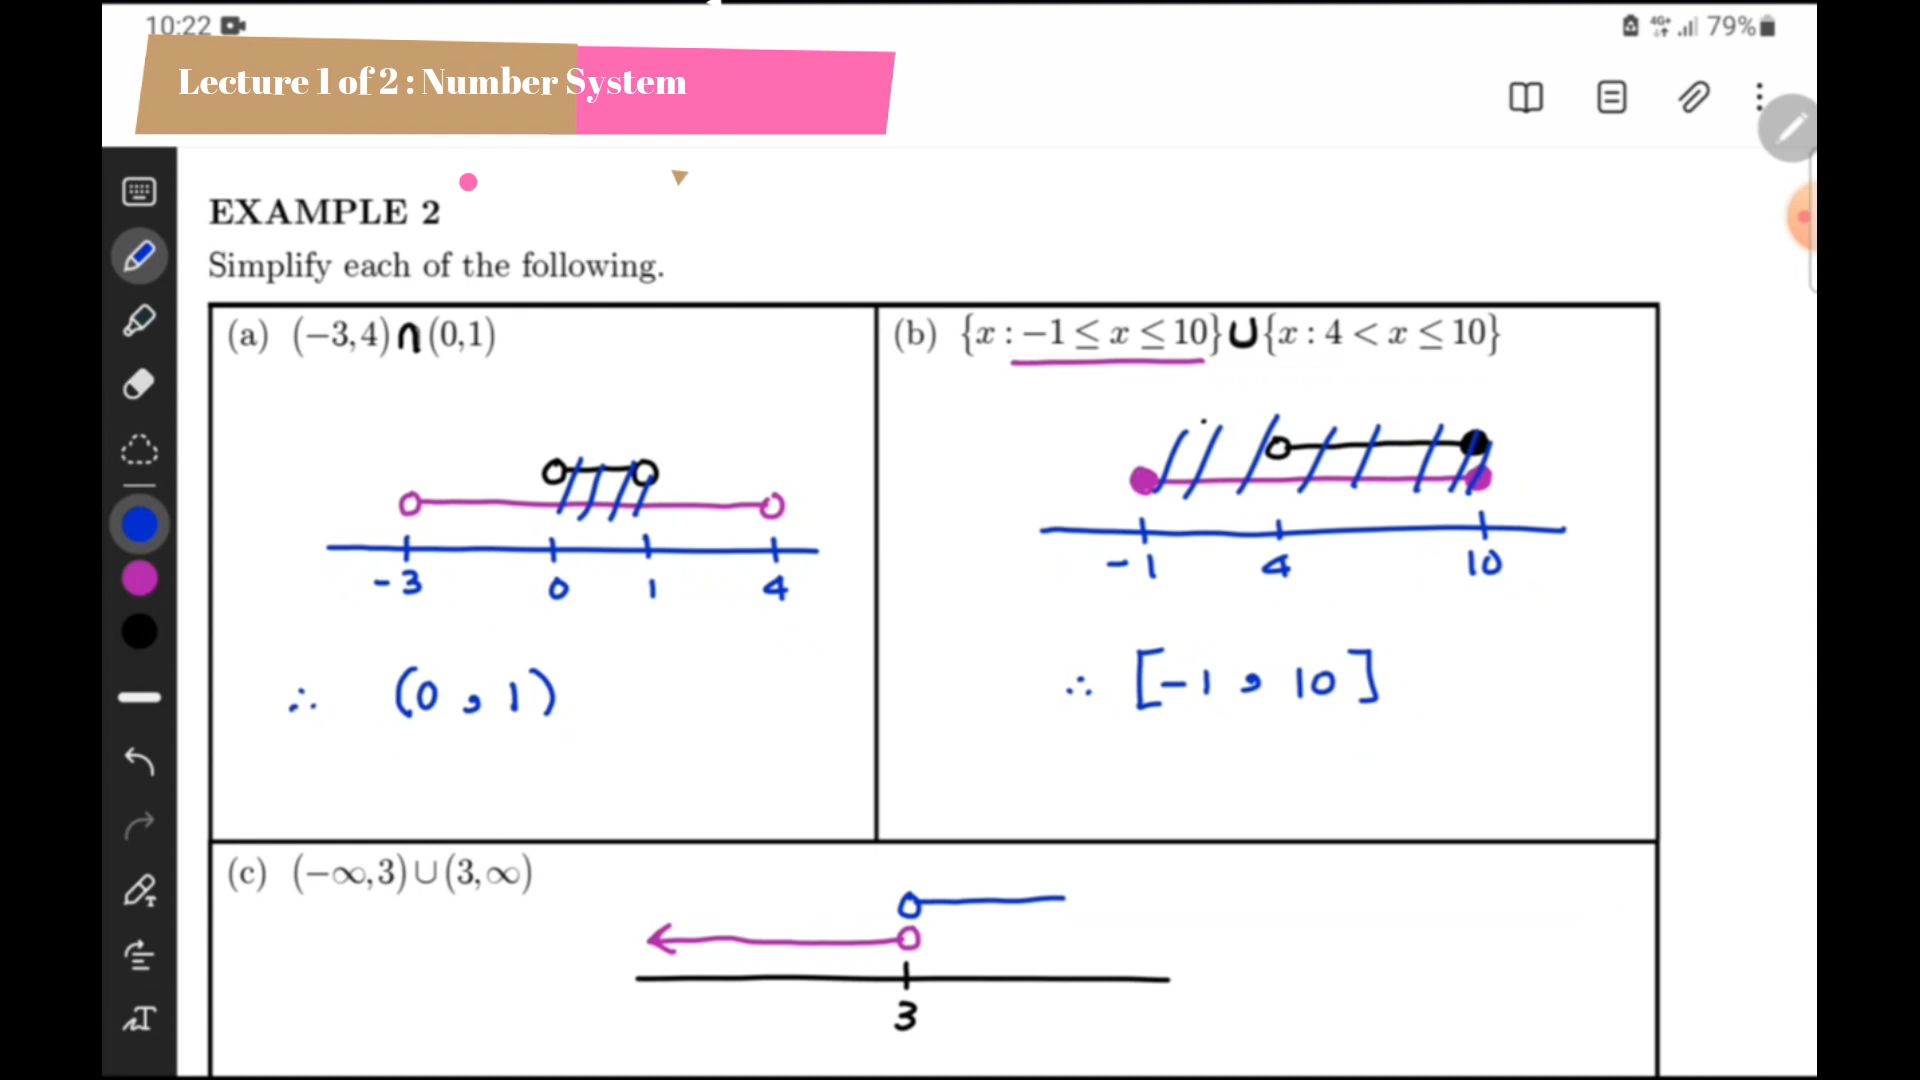 10:22
4G+ 79%
Lecture 1 of 2 : Number System
EXAMPLE 2
Simplify each of the following.
(a) (−3, 4) ∩ (0, 1)
-3 0 1 4
∴ (0 , 1)
(b) {x : −1 ≤ x ≤ 10} ∪ {x : 4 < x ≤ 10}
-1 4 10
∴ [-1 , 10]
(c) (−∞, 3) ∪ (3, ∞)
3